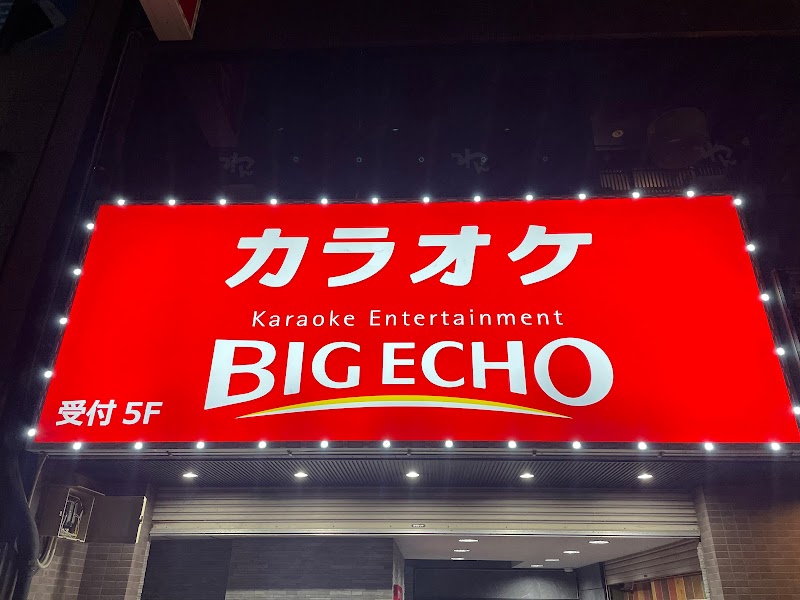 カラオケ
Karaoke Entertainment
BIG ECHO
受付 5F